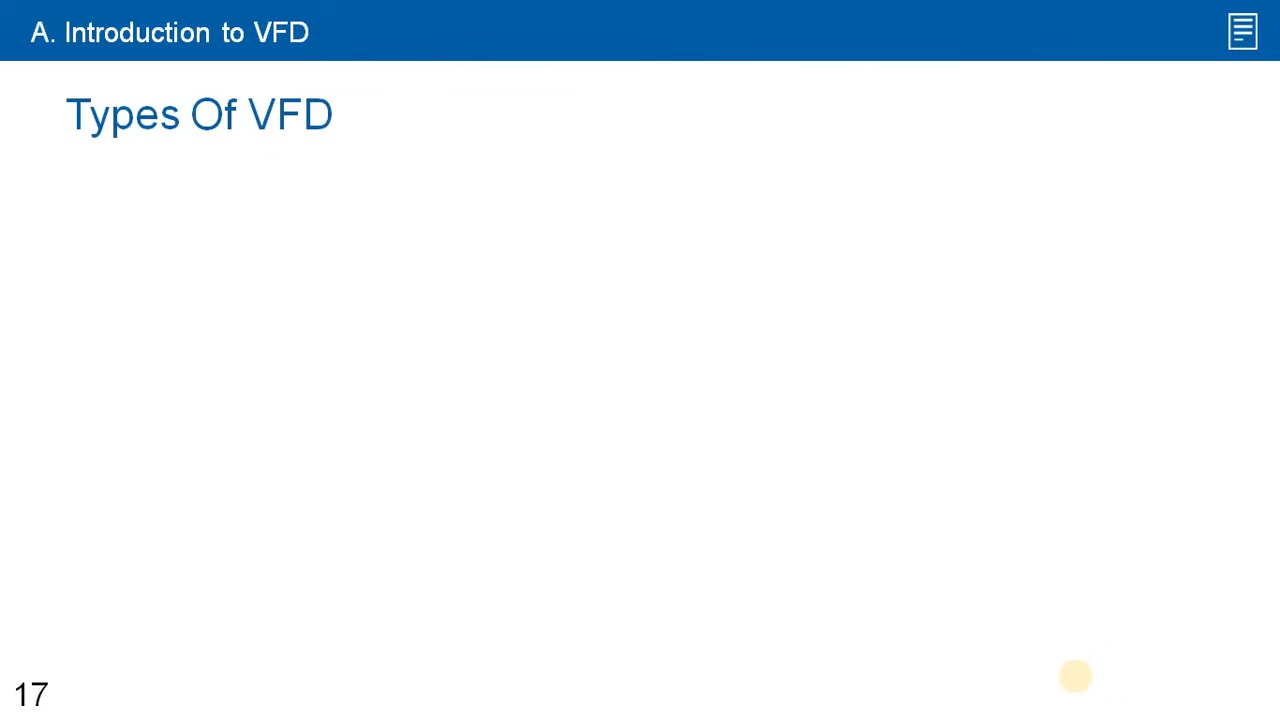 A. Introduction to VFD
Types Of VFD
17